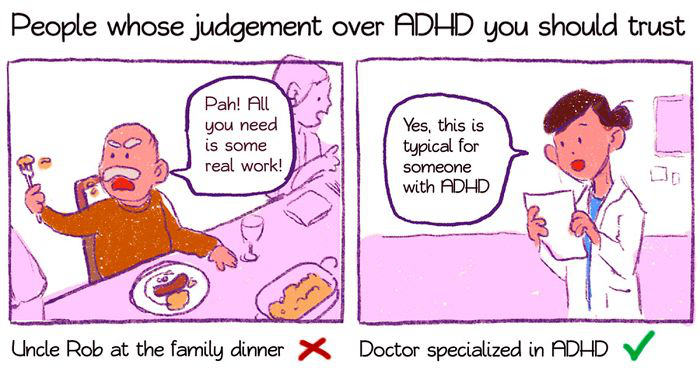 People whose judgement over ADHD you should trust
Pah! All
you need
is some
real work!
Yes, this is
typical for
someone
with ADHD
Uncle Rob at the family dinner
Doctor specialized in ADHD